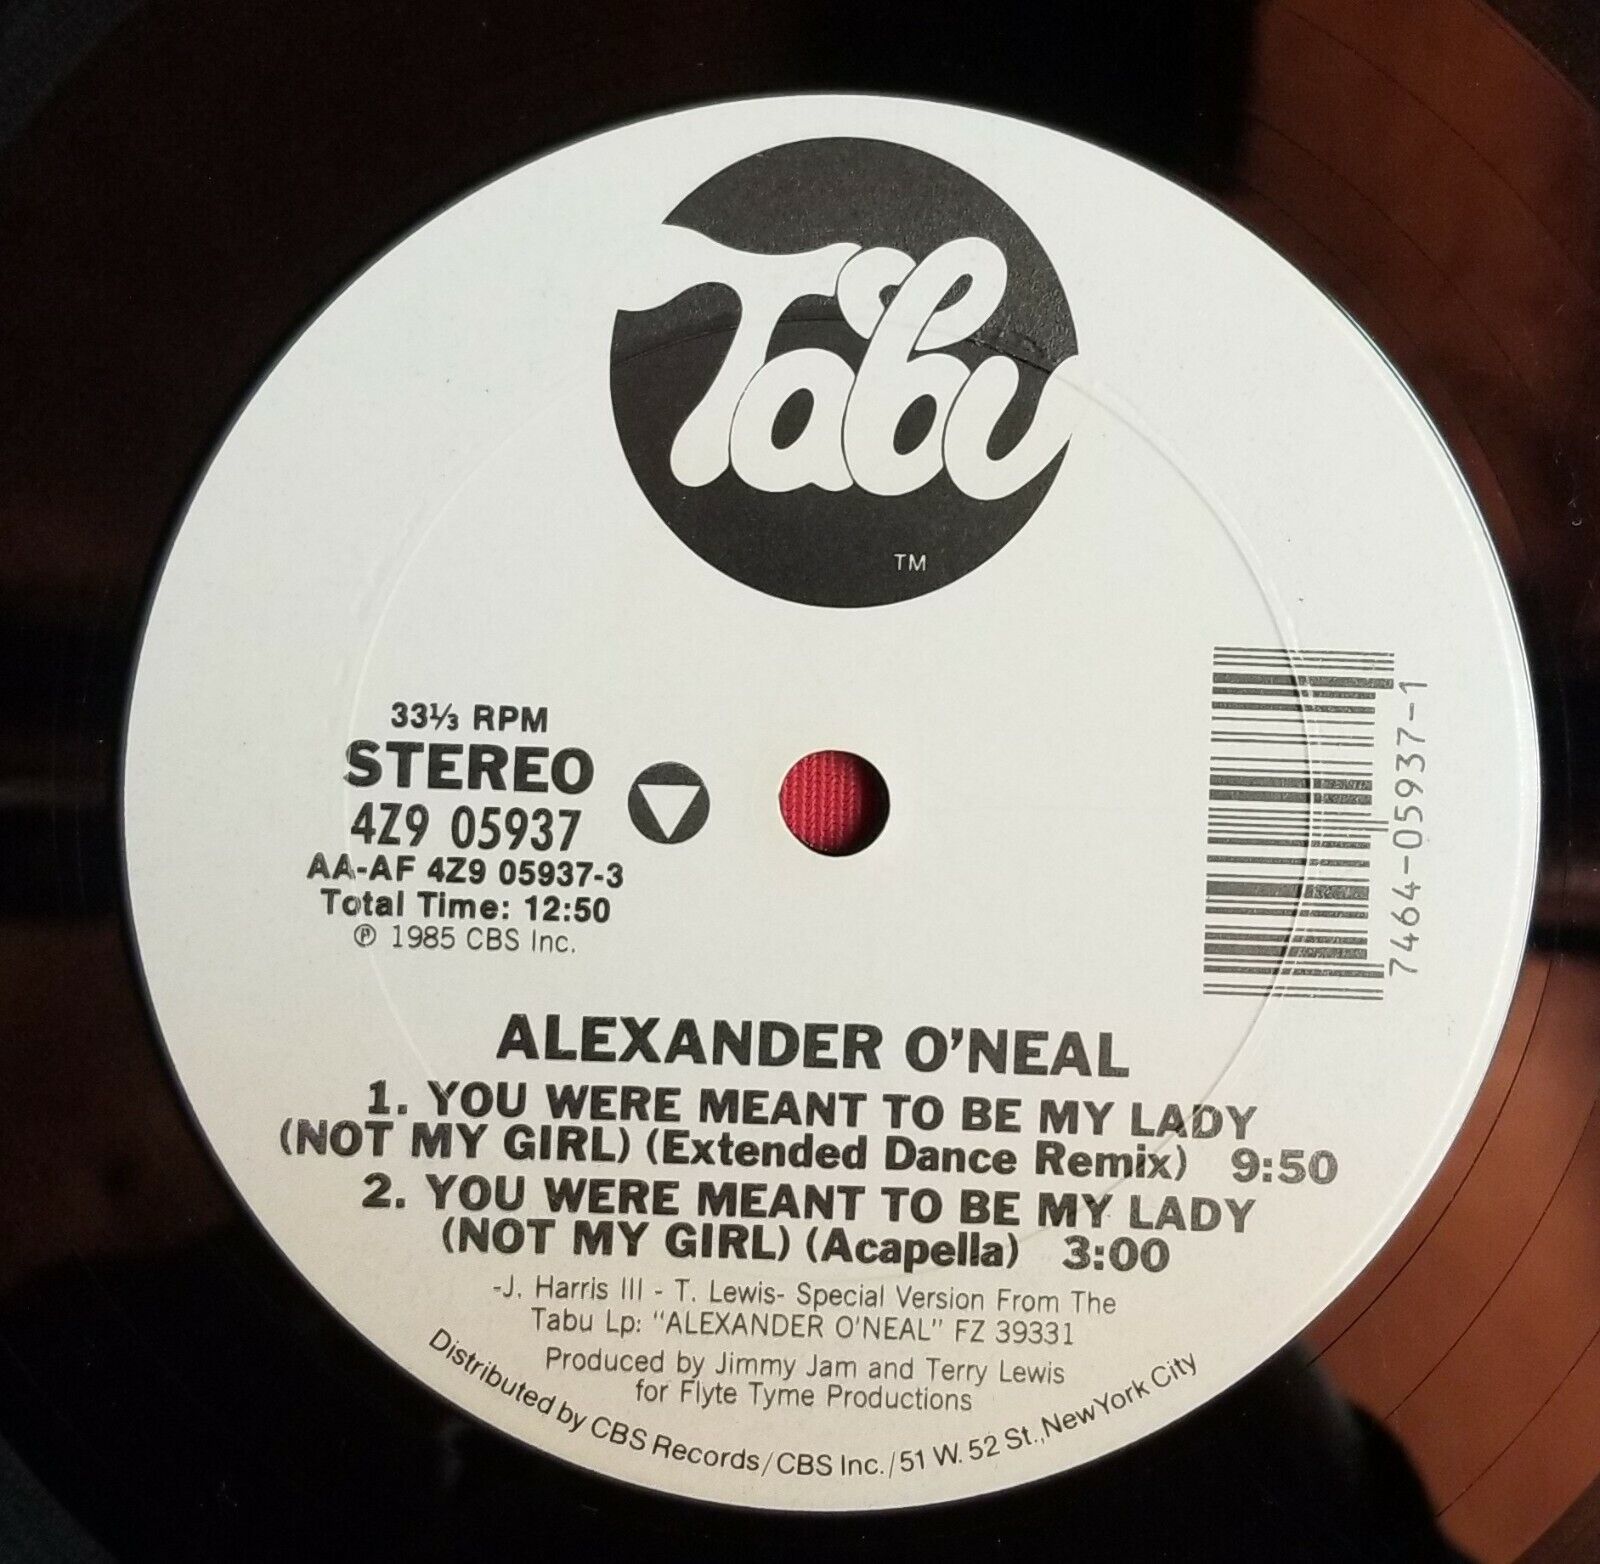 Tabu
TM
33⅓ RPM
STEREO
4Z9 05937
AA-AF 4Z9 05937-3
Total Time: 12:50
℗ 1985 CBS Inc.
7464-05937-1
ALEXANDER O'NEAL
1. YOU WERE MEANT TO BE MY LADY
(NOT MY GIRL) (Extended Dance Remix) 9:50
2. YOU WERE MEANT TO BE MY LADY
(NOT MY GIRL) (Acapella) 3:00
-J. Harris III - T. Lewis- Special Version From The
Tabu Lp: "ALEXANDER O'NEAL" FZ 39331
Produced by Jimmy Jam and Terry Lewis
for Flyte Tyme Productions
Distributed by CBS Records/CBS Inc./51 W. 52 St., New York City